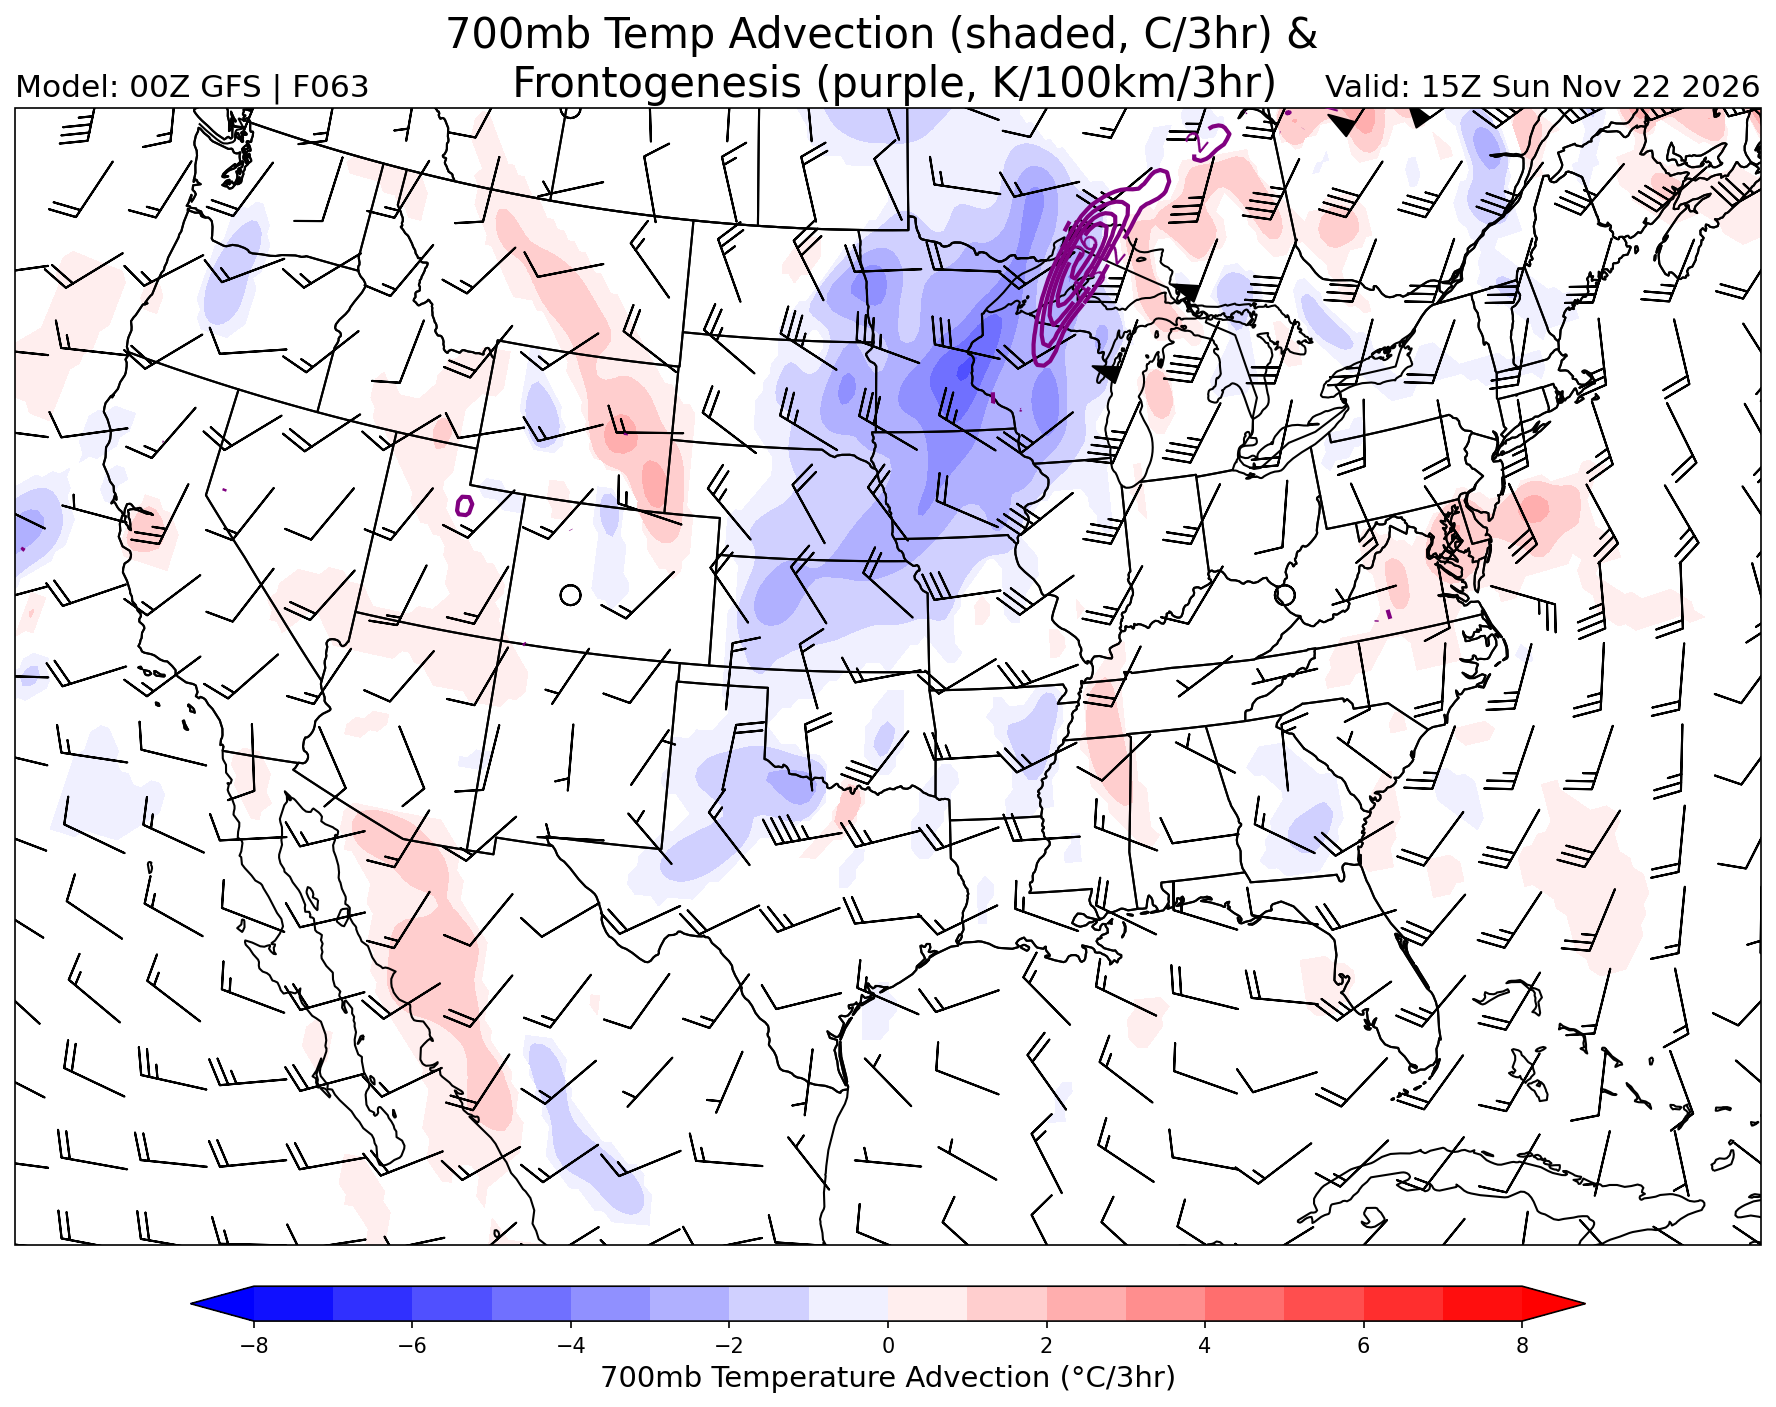 700mb Temp Advection (shaded, C/3hr) &
Frontogenesis (purple, K/100km/3hr)
Model: 00Z GFS | F063
Valid: 15Z Sun Nov 22 2026
−8 −6 −4 −2 0 2 4 6 8
700mb Temperature Advection (°C/3hr)